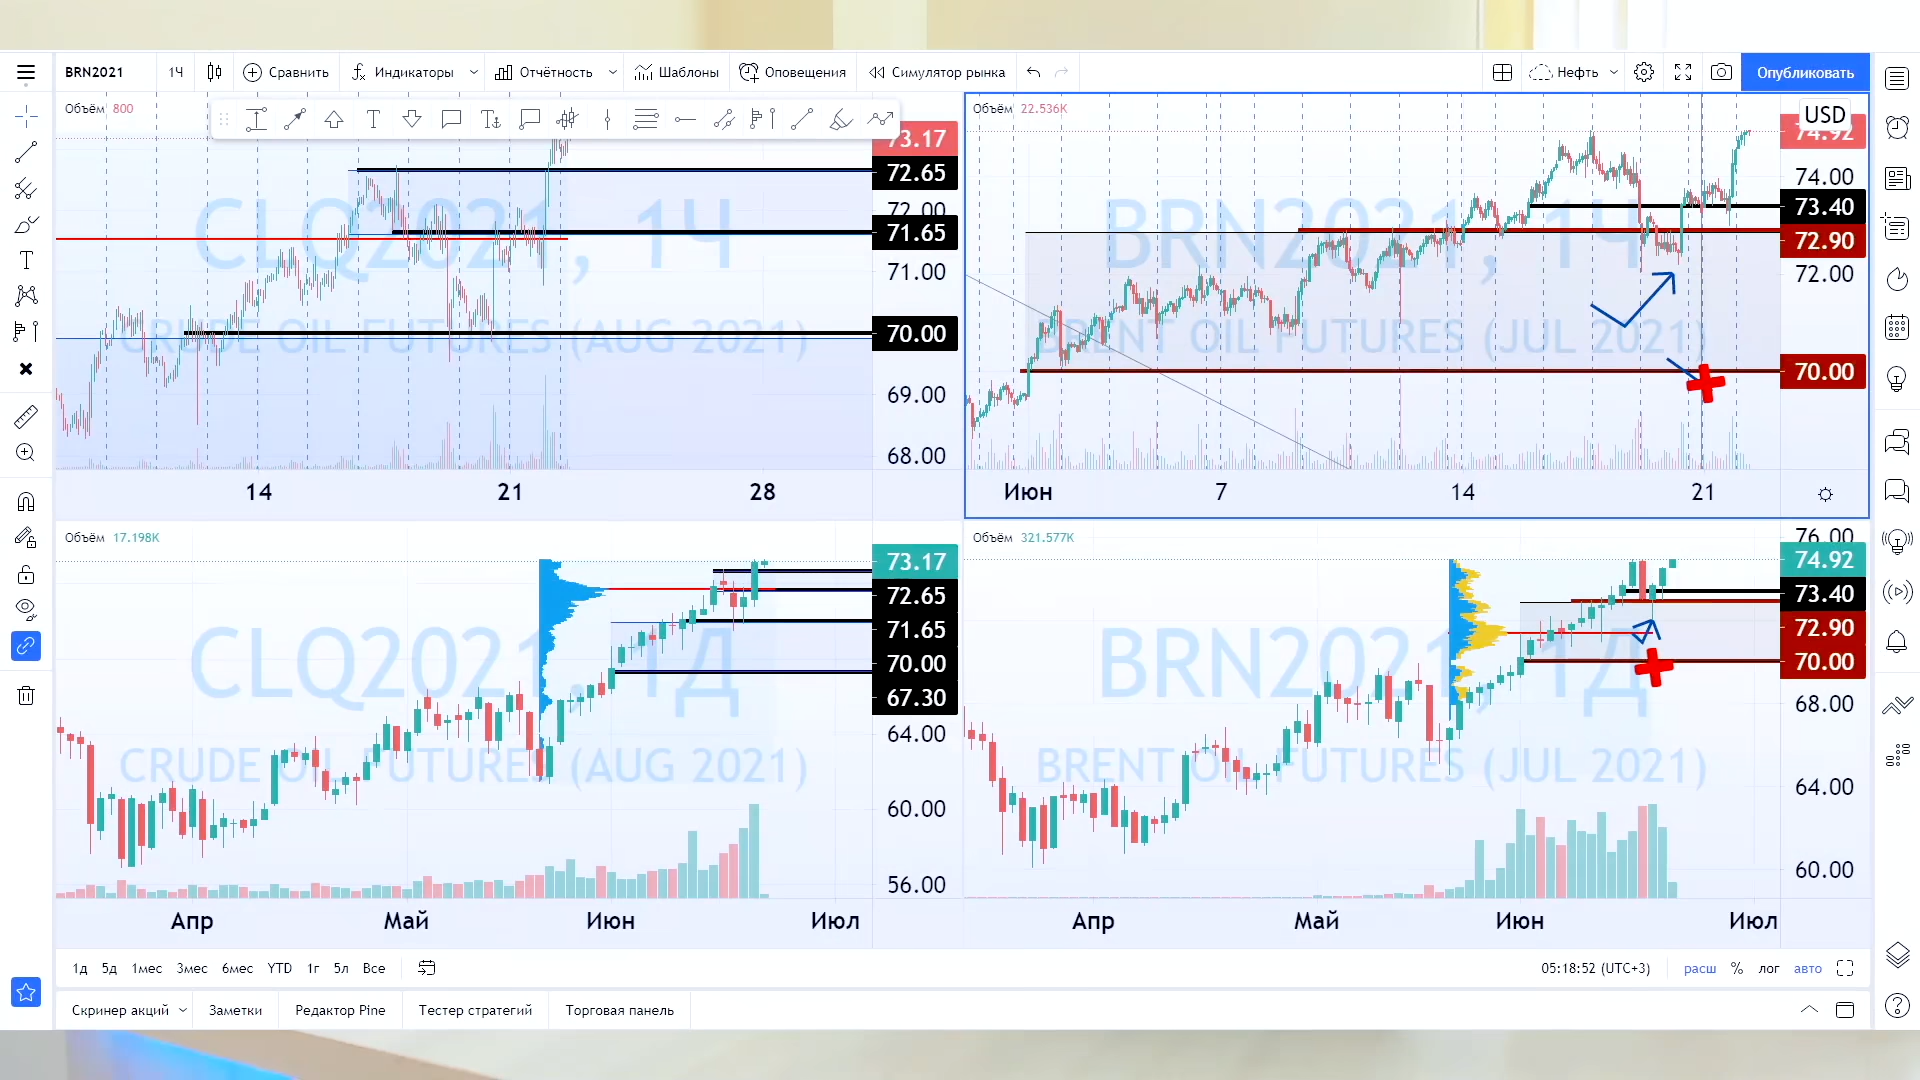 BRN2021 1Ч Сравнить Индикаторы Отчётность Шаблоны Оповещения Симулятор рынка Нефть Опубликовать
Объём 800
73.17
72.65
72.00
71.65
71.00
70.00
69.00
68.00
CLQ2021, 1Ч
CRUDE OIL FUTURES (AUG 2021)
14 21 28
Объём 22.536K
USD
74.92
74.00
73.40
72.90
72.00
70.00
BRN2021, 1Ч
BRENT OIL FUTURES (JUL 2021)
Июн 7 14 21
Объём 17.198K
73.17
72.65
71.65
70.00
67.30
64.00
60.00
56.00
CLQ2021, 1Д
CRUDE OIL FUTURES (AUG 2021)
Апр Май Июн Июл
Объём 321.577K
76.00
74.92
73.40
72.90
70.00
68.00
64.00
60.00
BRN2021, 1Д
BRENT OIL FUTURES (JUL 2021)
Апр Май Июн Июл
1д 5д 1мес 3мес 6мес YTD 1г 5л Все 05:18:52 (UTC+3) расш % лог авто
Скринер акций Заметки Редактор Pine Тестер стратегий Торговая панель